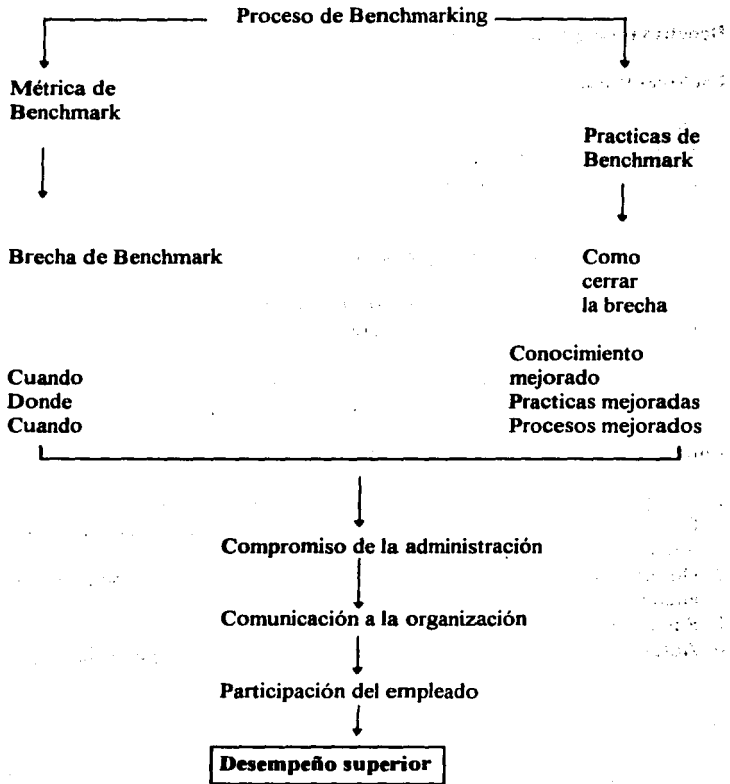 Proceso de Benchmarking
Métrica de
Benchmark
Practicas de
Benchmark
Brecha de Benchmark
Como
cerrar
la brecha
Cuando
Donde
Cuando
Conocimiento
mejorado
Practicas mejoradas
Procesos mejorados
Compromiso de la administración
Comunicación a la organización
Participación del empleado
Desempeño superior